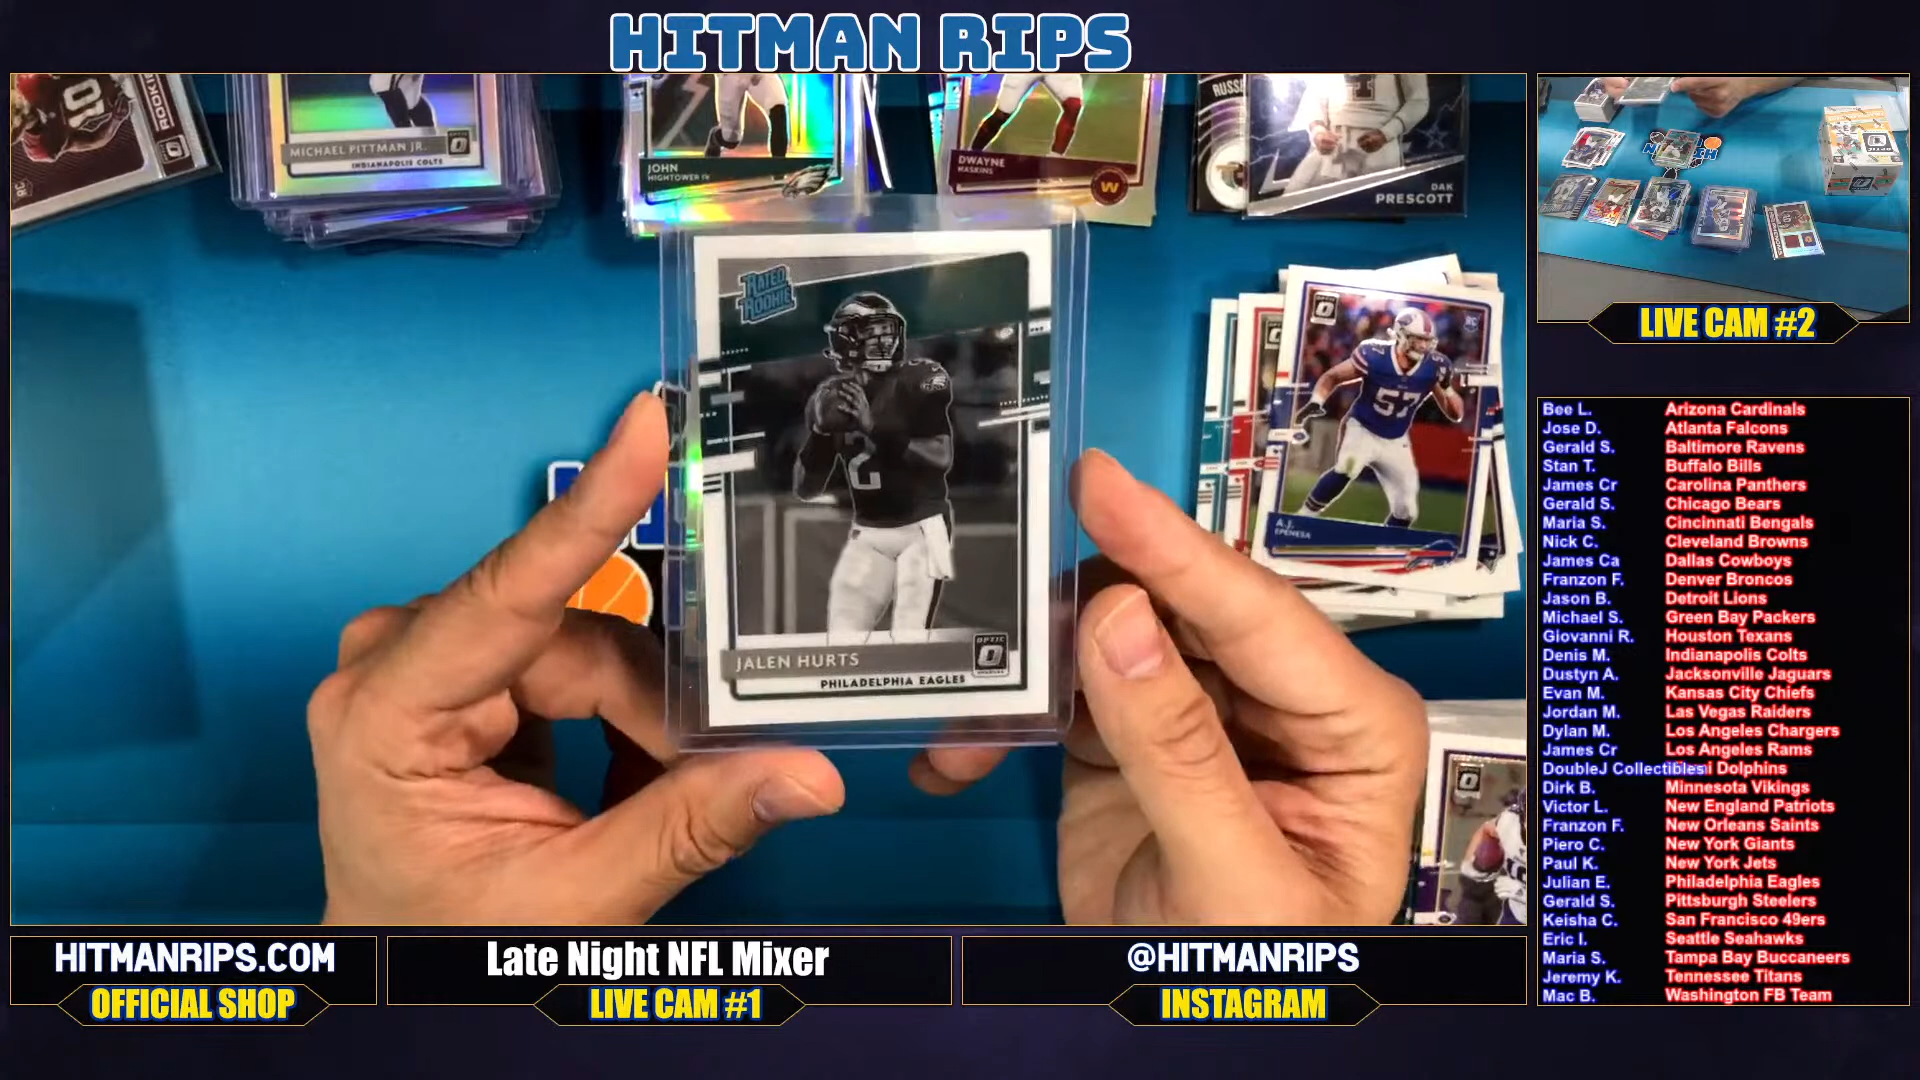 HITMAN RIPS
ROOKIE
MICHAEL PITTMAN JR.
OPTIC
INDIANAPOLIS COLTS
JOHN
HIGHTOWER IV
DWAYNE
HASKINS
W
RUSS
DAK
PRESCOTT
RATED
ROOKIE
2
JALEN HURTS
OPTIC
PHILADELPHIA EAGLES
OPTIC
RC
57
A.J.
EPENESA
LIVE CAM #2
Bee L. Arizona Cardinals
Jose D. Atlanta Falcons
Gerald S. Baltimore Ravens
Stan T. Buffalo Bills
James Cr Carolina Panthers
Gerald S. Chicago Bears
Maria S. Cincinnati Bengals
Nick C. Cleveland Browns
James Ca Dallas Cowboys
Franzon F. Denver Broncos
Jason B. Detroit Lions
Michael S. Green Bay Packers
Giovanni R. Houston Texans
Denis M. Indianapolis Colts
Dustyn A. Jacksonville Jaguars
Evan M. Kansas City Chiefs
Jordan M. Las Vegas Raiders
Dylan M. Los Angeles Chargers
James Cr Los Angeles Rams
DoubleJ Collectibles Dolphins
Dirk B. Minnesota Vikings
Victor L. New England Patriots
Franzon F. New Orleans Saints
Piero C. New York Giants
Paul K. New York Jets
Julian E. Philadelphia Eagles
Gerald S. Pittsburgh Steelers
Keisha C. San Francisco 49ers
Eric I. Seattle Seahawks
Maria S. Tampa Bay Buccaneers
Jeremy K. Tennessee Titans
Mac B. Washington FB Team
HITMANRIPS.COM
OFFICIAL SHOP
Late Night NFL Mixer
LIVE CAM #1
@HITMANRIPS
INSTAGRAM